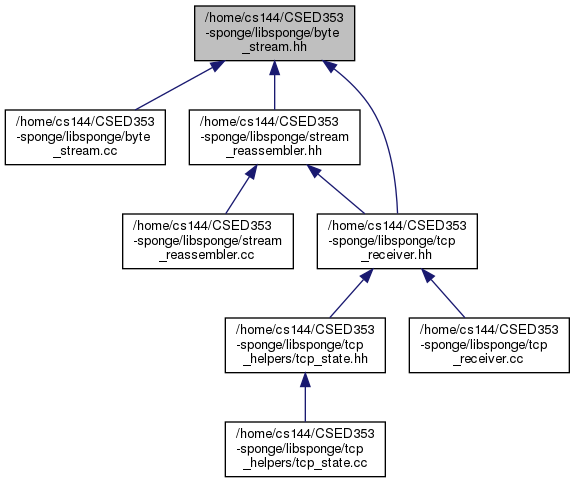 /home/cs144/CSED353
-sponge/libsponge/byte
_stream.hh
/home/cs144/CSED353
-sponge/libsponge/byte
_stream.cc
/home/cs144/CSED353
-sponge/libsponge/stream
_reassembler.hh
/home/cs144/CSED353
-sponge/libsponge/stream
_reassembler.cc
/home/cs144/CSED353
-sponge/libsponge/tcp
_receiver.hh
/home/cs144/CSED353
-sponge/libsponge/tcp
_helpers/tcp_state.hh
/home/cs144/CSED353
-sponge/libsponge/tcp
_receiver.cc
/home/cs144/CSED353
-sponge/libsponge/tcp
_helpers/tcp_state.cc